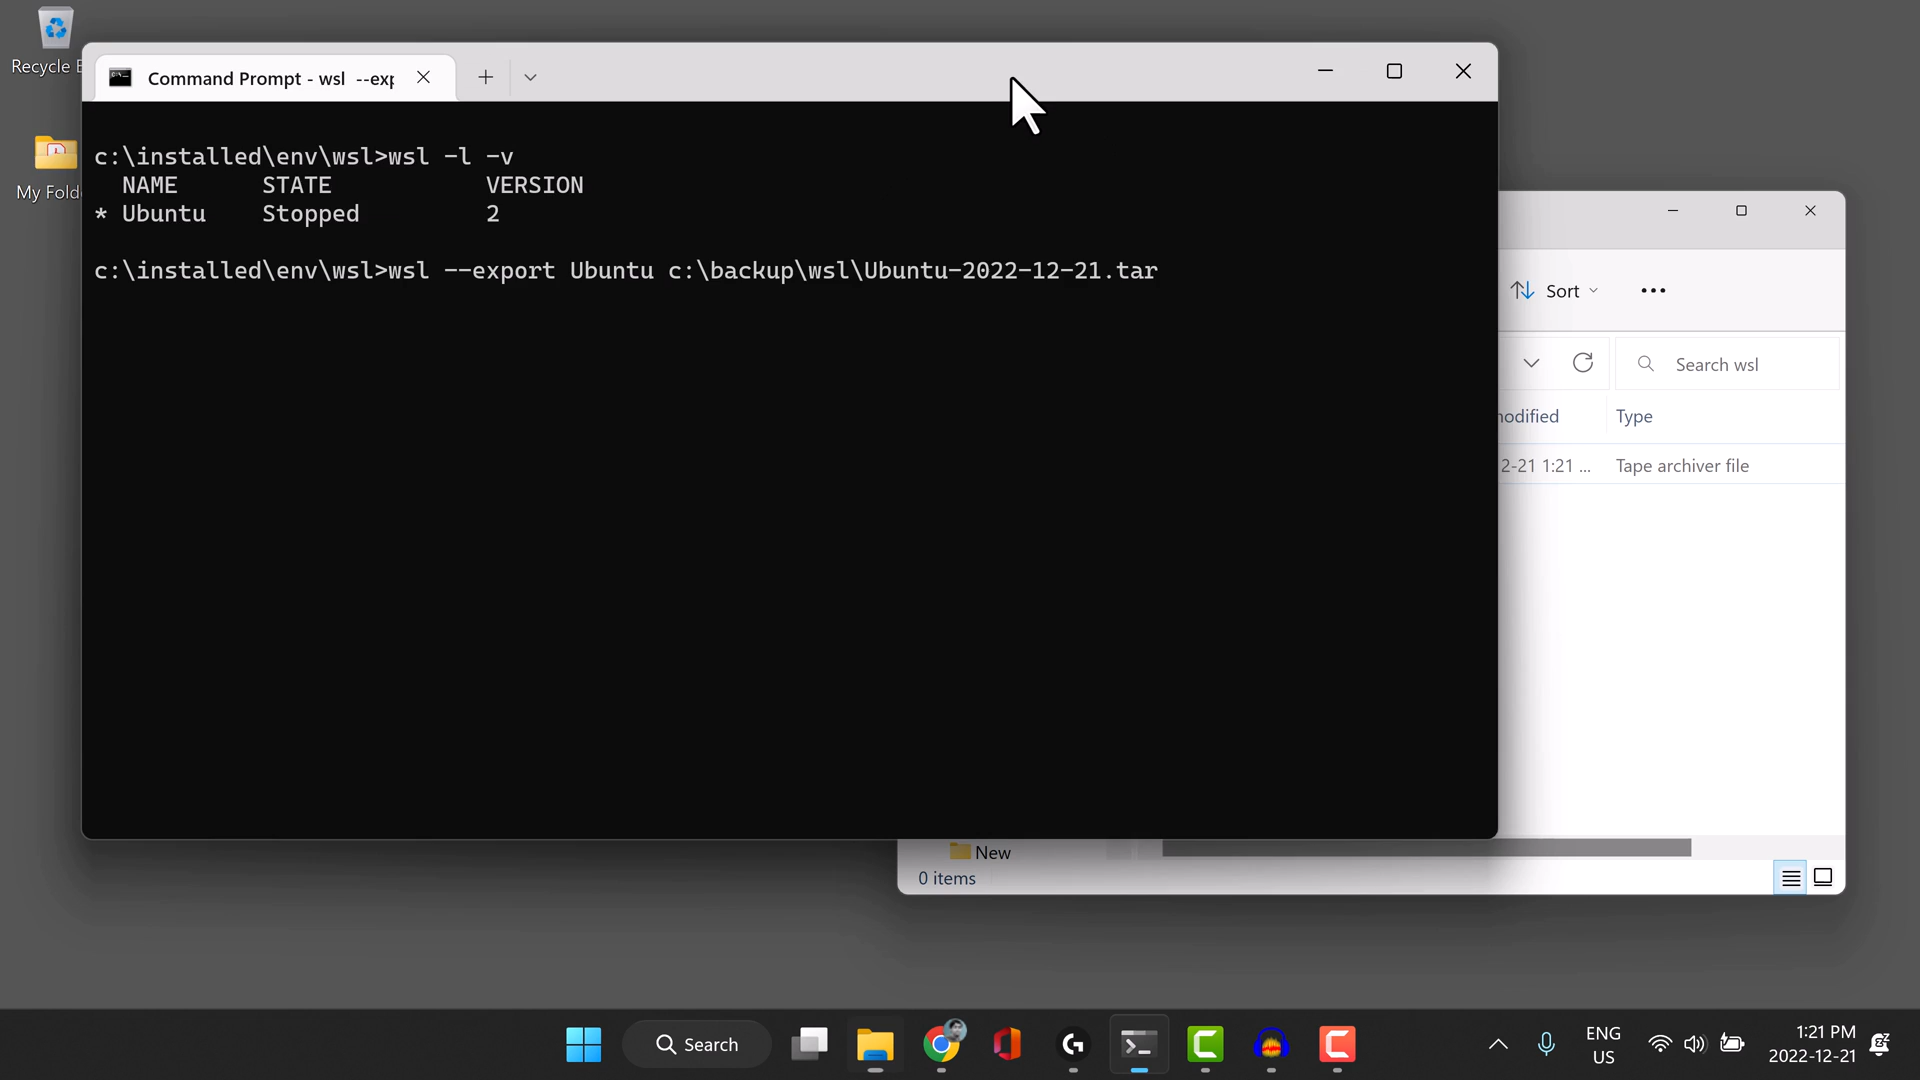 Recycle B
My Fold
Command Prompt - wsl  --exp
c:\installed\env\wsl>wsl -l -v
  NAME      STATE           VERSION
* Ubuntu    Stopped         2
c:\installed\env\wsl>wsl --export Ubuntu c:\backup\wsl\Ubuntu-2022-12-21.tar
Sort
Search wsl
modified
Type
2-21 1:21 ...
Tape archiver file
New
0 items
Search
ENG
US
1:21 PM
2022-12-21